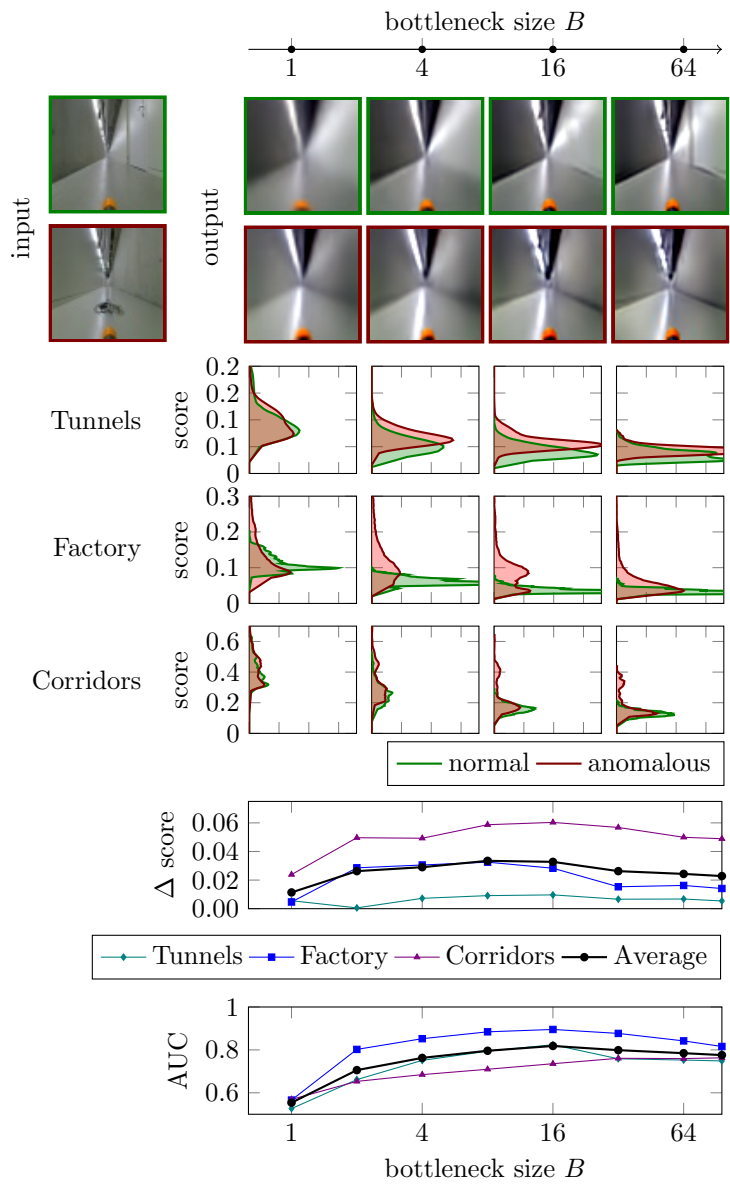 bottleneck size B
1 4 16 64
input
output
Tunnels
score
0.2
0.2
0.1
0.1
0
Factory
score
0.3
0.2
0.1
0
Corridors
score
0.6
0.4
0.2
0
normal anomalous
Δ score
0.06
0.04
0.02
0.00
Tunnels Factory Corridors Average
AUC
1
0.8
0.6
1 4 16 64
bottleneck size B